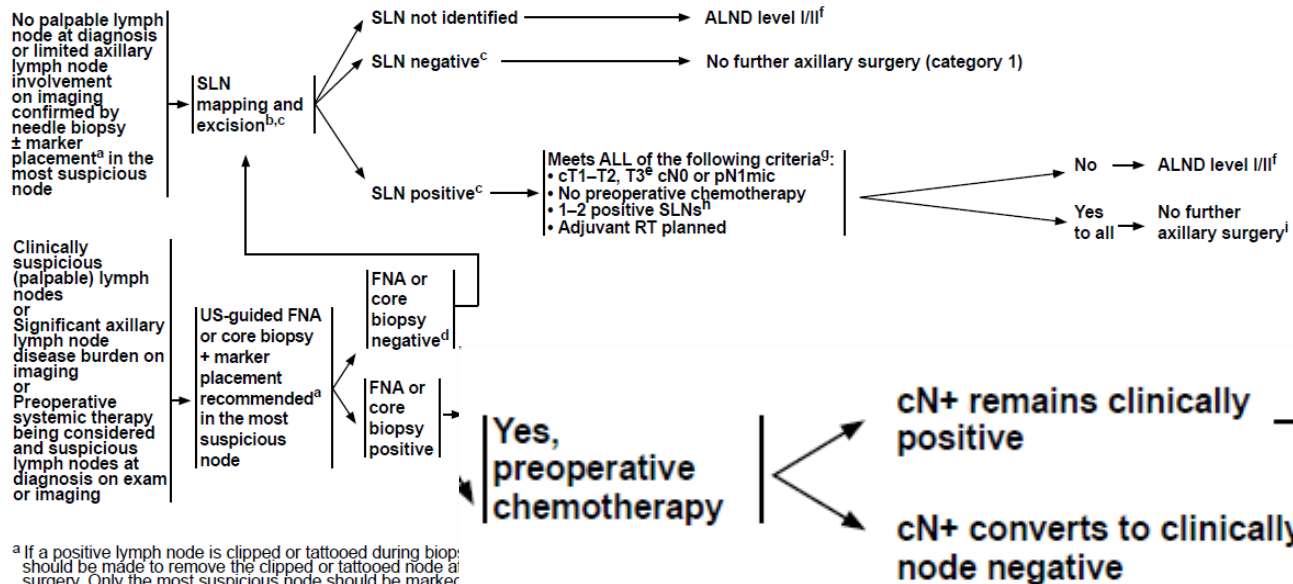 No palpable lymph
node at diagnosis
or limited axillary
lymph node
involvement
on imaging
confirmed by
needle biopsy
± marker
placementᵃ in the
most suspicious
node
SLN
mapping and
excisionᵇ,ᶜ
SLN not identified
ALND level I/IIᶠ
SLN negativeᶜ
No further axillary surgery (category 1)
SLN positiveᶜ
Meets ALL of the following criteriaᵍ:
• cT1–T2, T3ᵉ cN0 or pN1mic
• No preoperative chemotherapy
• 1–2 positive SLNsʰ
• Adjuvant RT planned
No
ALND level I/IIᶠ
Yes
to all
No further
axillary surgeryⁱ
Clinically
suspicious
(palpable) lymph
nodes
or
Significant axillary
lymph node
disease burden on
imaging
or
Preoperative
systemic therapy
being considered
and suspicious
lymph nodes at
diagnosis on exam
or imaging
US-guided FNA
or core biopsy
+ marker
placement
recommendedᵃ
in the most
suspicious
node
FNA or
core
biopsy
negativeᵈ
FNA or
core
biopsy
positive
Yes,
preoperative
chemotherapy
cN+ remains clinically
positive
cN+ converts to clinically
node negative
ᵃ If a positive lymph node is clipped or tattooed during
should be made to remove the clipped or tattooed node
surgery. Only the most suspicious node should be marked